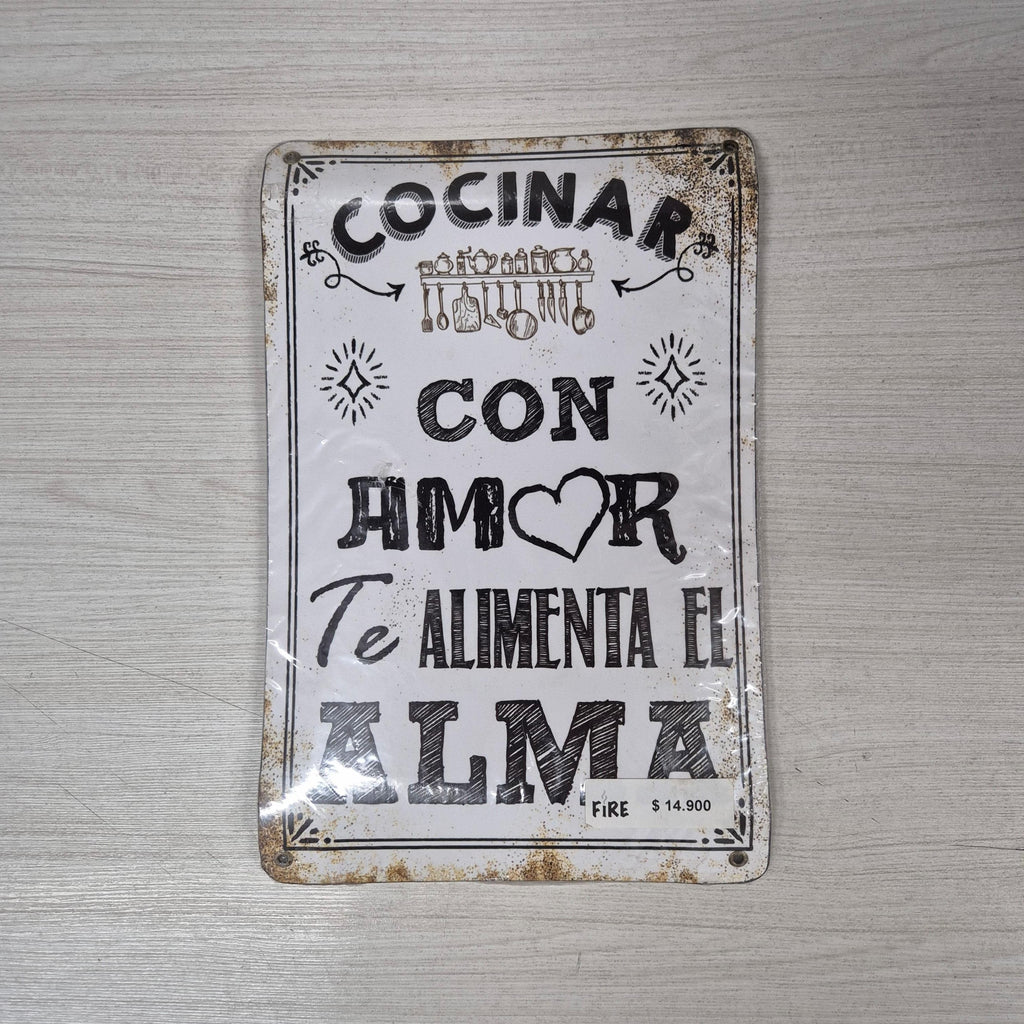 COCINAR
CON
AMOR
Te ALIMENTA EL
ALMA
FIRE $ 14.900